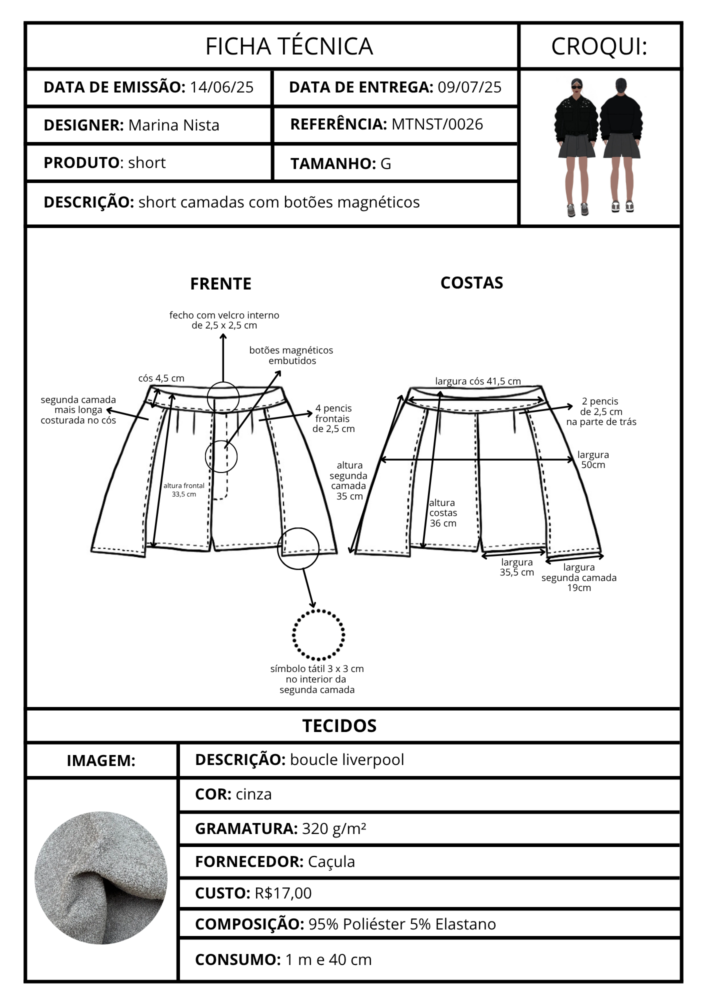 FICHA TÉCNICA
CROQUI:
DATA DE EMISSÃO: 14/06/25
DATA DE ENTREGA: 09/07/25
DESIGNER: Marina Nista
REFERÊNCIA: MTNST/0026
PRODUTO: short
TAMANHO: G
DESCRIÇÃO: short camadas com botões magnéticos
FRENTE
fecho com velcro interno
de 2,5 x 2,5 cm
botões magnéticos
embutidos
cós 4,5 cm
segunda camada
mais longa
costurada no cós
4 pencis
frontais
de 2,5 cm
altura frontal
33,5 cm
símbolo tátil 3 x 3 cm
no interior da
segunda camada
COSTAS
largura cós 41,5 cm
2 pencis
de 2,5 cm
na parte de trás
largura
50cm
altura
segunda
camada
35 cm
altura
costas
36 cm
largura
35,5 cm
largura
segunda camada
19cm
TECIDOS
IMAGEM:
DESCRIÇÃO: boucle liverpool
COR: cinza
GRAMATURA: 320 g/m²
FORNECEDOR: Caçula
CUSTO: R$17,00
COMPOSIÇÃO: 95% Poliéster 5% Elastano
CONSUMO: 1 m e 40 cm